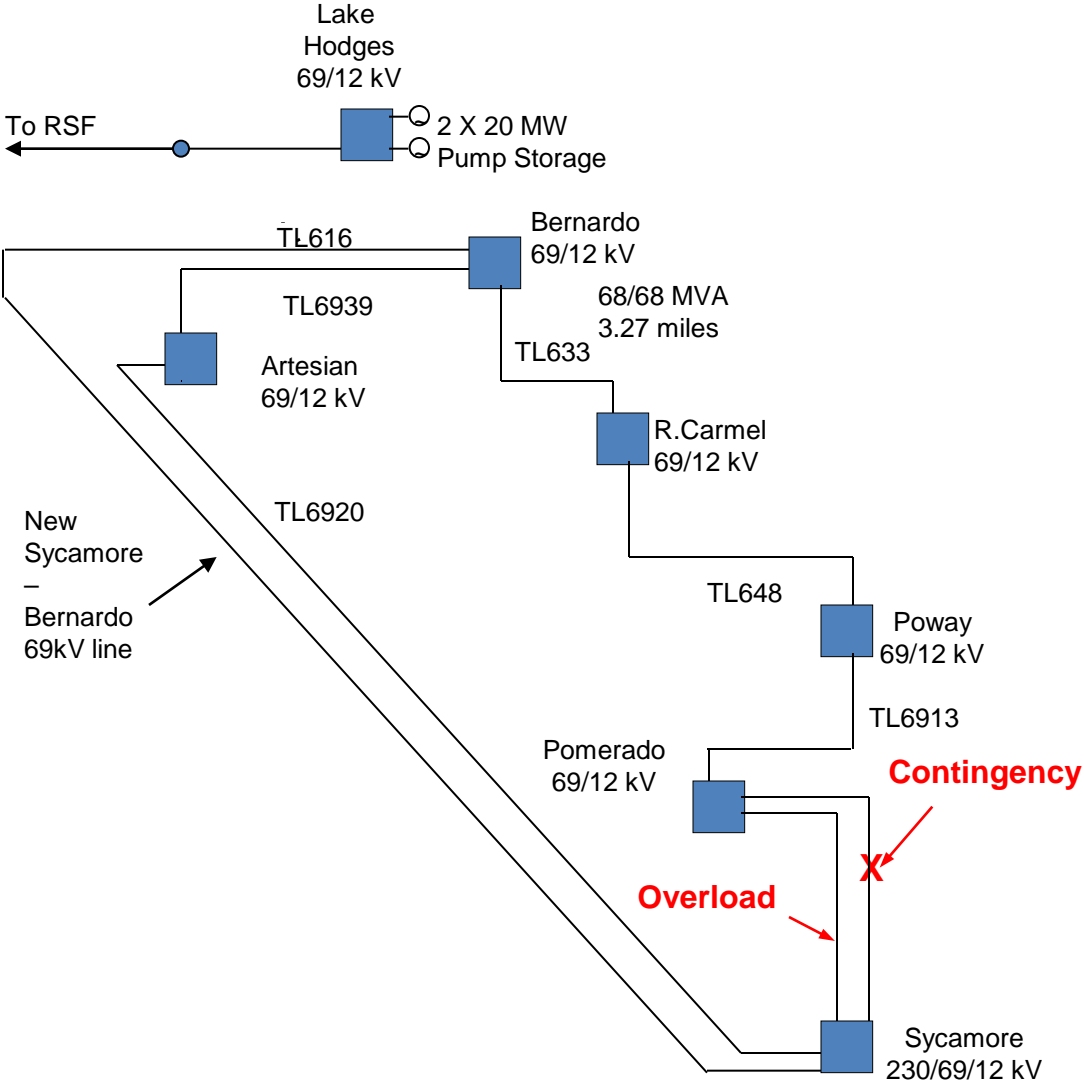 Lake
Hodges
69/12 kV
To RSF
2 X 20 MW
Pump Storage
TL616
Bernardo
69/12 kV
TL6939
68/68 MVA
3.27 miles
TL633
Artesian
69/12 kV
R.Carmel
69/12 kV
TL6920
New
Sycamore
–
Bernardo
69kV line
TL648
Poway
69/12 kV
TL6913
Pomerado
69/12 kV
Contingency
X
Overload
Sycamore
230/69/12 kV